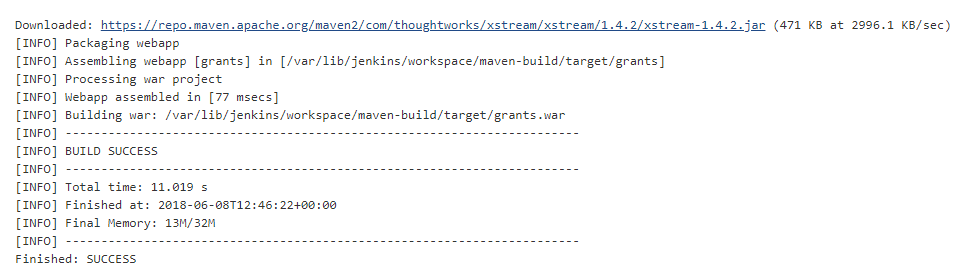 Downloaded: https://repo.maven.apache.org/maven2/com/thoughtworks/xstream/xstream/1.4.2/xstream-1.4.2.jar (471 KB at 2996.1 KB/sec)
[INFO] Packaging webapp
[INFO] Assembling webapp [grants] in [/var/lib/jenkins/workspace/maven-build/target/grants]
[INFO] Processing war project
[INFO] Webapp assembled in [77 msecs]
[INFO] Building war: /var/lib/jenkins/workspace/maven-build/target/grants.war
[INFO] ------------------------------------------------------------------------
[INFO] BUILD SUCCESS
[INFO] ------------------------------------------------------------------------
[INFO] Total time: 11.019 s
[INFO] Finished at: 2018-06-08T12:46:22+00:00
[INFO] Final Memory: 13M/32M
[INFO] ------------------------------------------------------------------------
Finished: SUCCESS